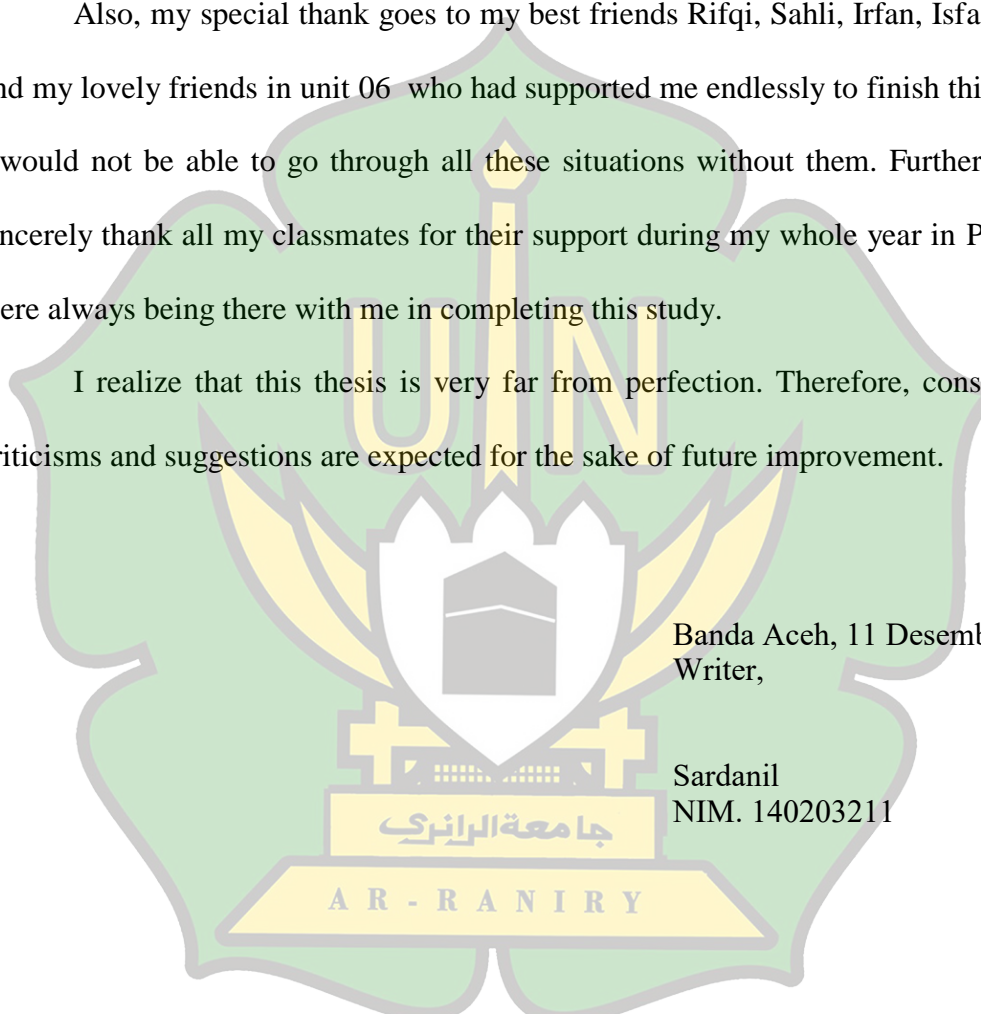 Also, my special thank goes to my best friends Rifqi, Sahli, Irfan, Isfa
nd my lovely friends in unit 06 who had supported me endlessly to finish thi
would not be able to go through all these situations without them. Further
ncerely thank all my classmates for their support during my whole year in P
ere always being there with me in completing this study.
I realize that this thesis is very far from perfection. Therefore, cons
riticisms and suggestions are expected for the sake of future improvement.
UIN
Banda Aceh, 11 Desemb
Writer,
Sardanil
NIM. 140203211
جامعةالرانري
AR-RANIRY